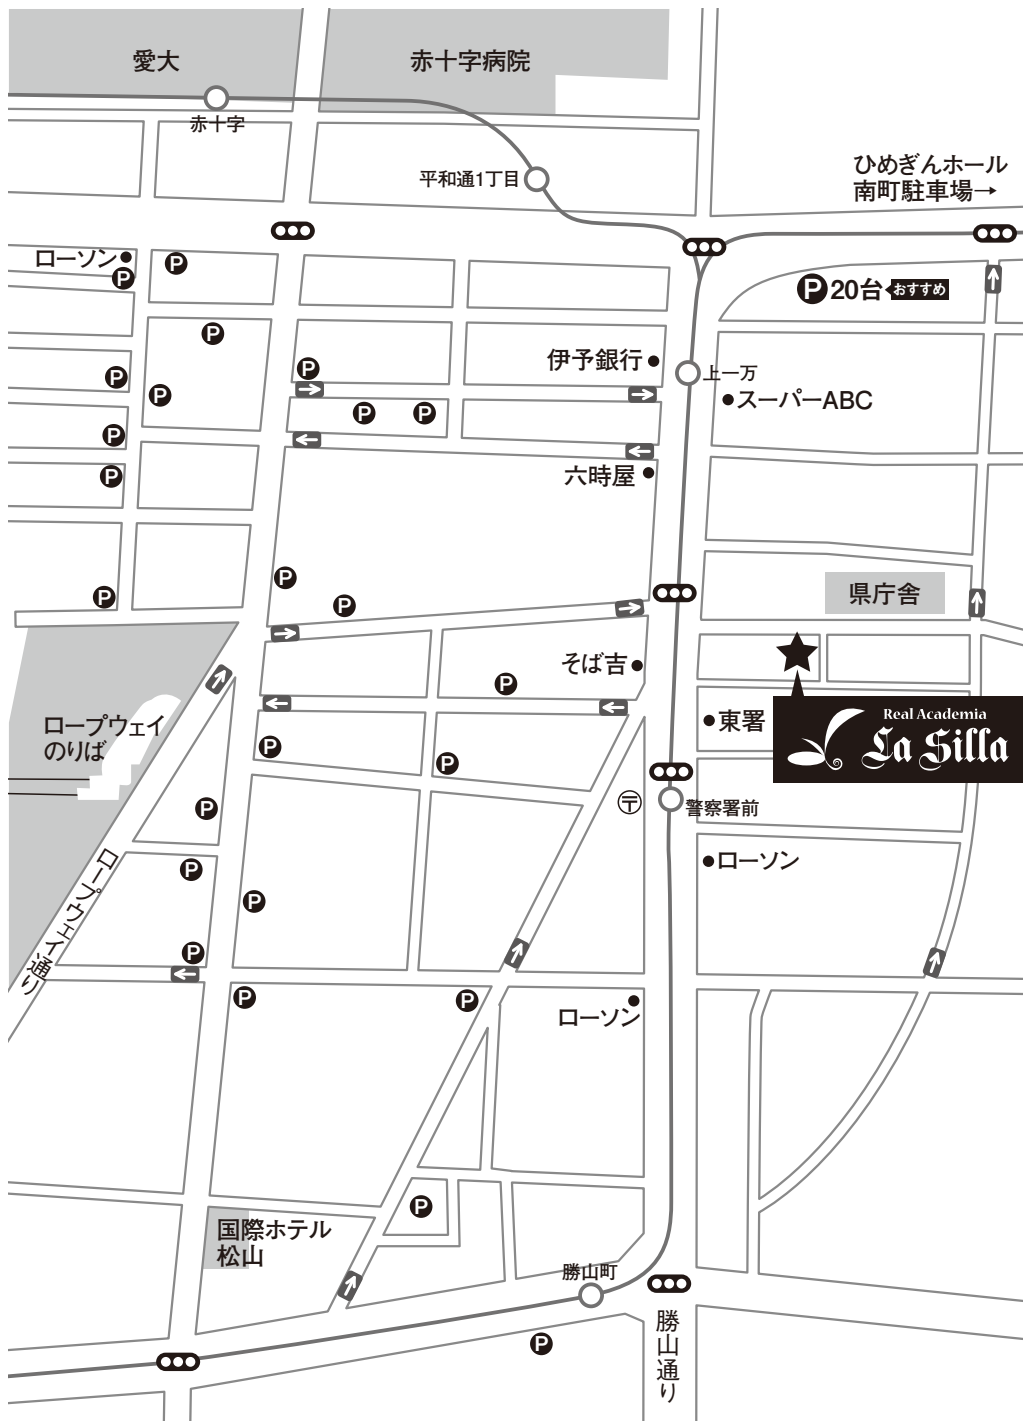 愛大
赤十字病院
赤十字
平和通1丁目
ひめぎんホール
南町駐車場→
ローソン
P
P
P 20台 おすすめ
P
P
P
P
P
P
伊予銀行
上一万
スーパーABC
P
P
六時屋
P
P
P
県庁舎
そば吉
P
ロープウェイ
のりば
東署
Real Academia
La Silla
P
P
P
〒
警察署前
ローソン
P
ロープウェイ通り
P
P
P
P
ローソン
P
国際ホテル
松山
勝山町
P
勝山通り